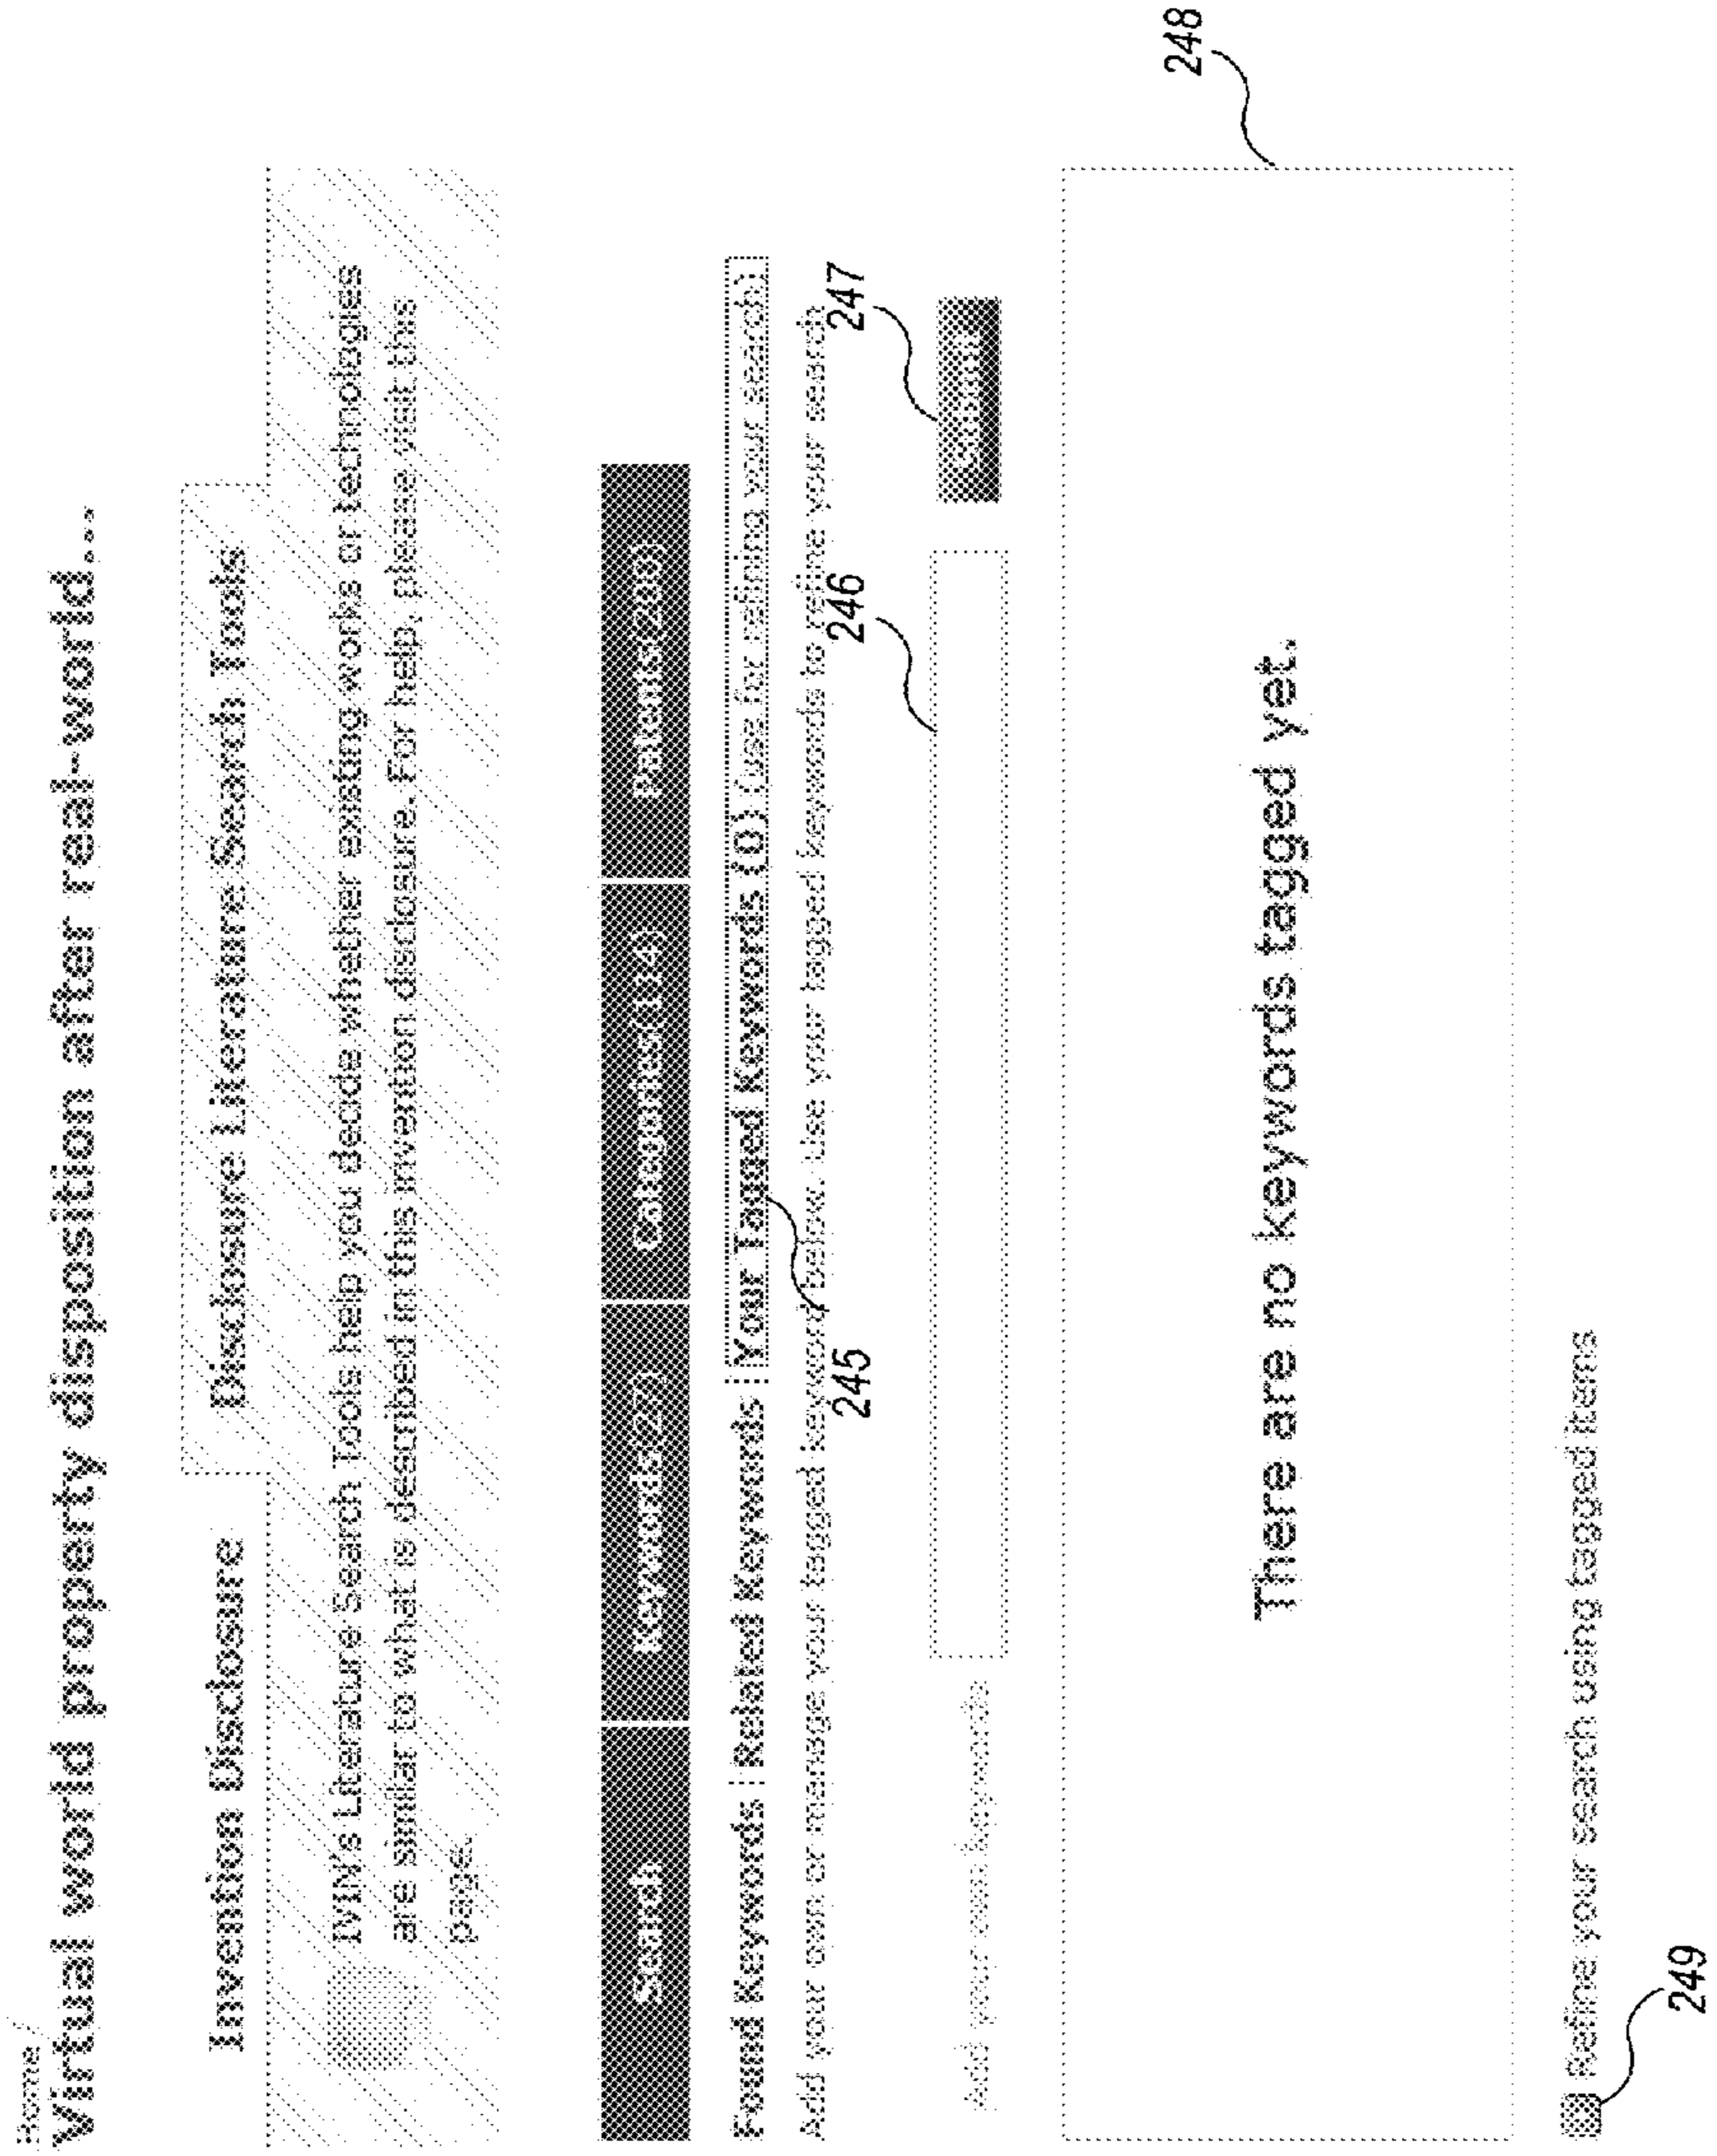 Home /
Virtual world property disposition after real-world...
Invention Disclosure Disclosure Literature Search Tools
IVIN's Literature Search Tools help you decide whether existing works or technologies
are similar to what is described in this invention disclosure. For help, please visit this
page.
Search Keywords(27) Categories(114) Patents(200)
Found Keywords | Related Keywords | Your Tagged Keywords (0) (use for refining your search)
245
Add your own or manage your tagged keyword below. Use your tagged keywords to refine your search
246
247
Add your own keywords Submit
248
There are no keywords tagged yet.
Refine your search using tagged items
249